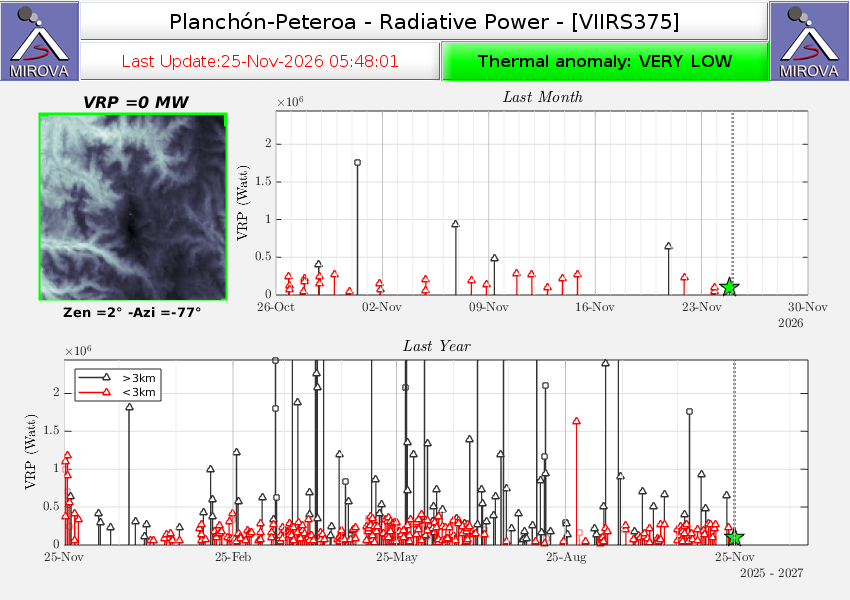 Planchón-Peteroa - Radiative Power - [VIIRS375]
MIROVA
Last Update:25-Nov-2026 05:48:01
Thermal anomaly: VERY LOW
MIROVA
VRP =0 MW
Zen =2° -Azi =-77°
Last Month
×10⁶
VRP (Watt)
2
1.5
1
0.5
0
26-Oct 02-Nov 09-Nov 16-Nov 23-Nov 30-Nov
2026
Last Year
×10⁶
VRP (Watt)
>3km
<3km
2
1.5
1
0.5
0
25-Nov 25-Feb 25-May 25-Aug 25-Nov
2025 - 2027